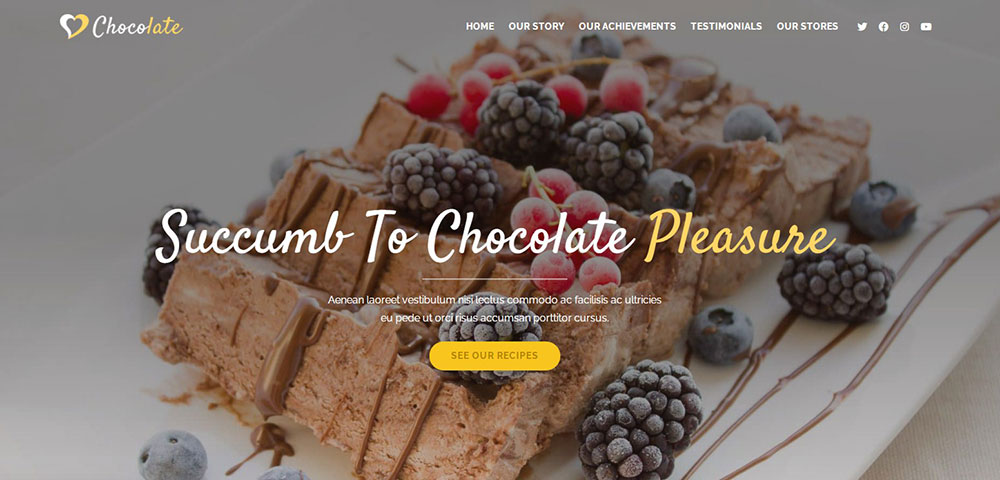 Chocolate
HOME OUR STORY OUR ACHIEVEMENTS TESTIMONIALS OUR STORES
Succumb To Chocolate Pleasure
Aenean laoreet vestibulum nisi lectus commodo ac facilisis ac ultricies
eu pede ut orci risus accumsan porttitor cursus.
SEE OUR RECIPES